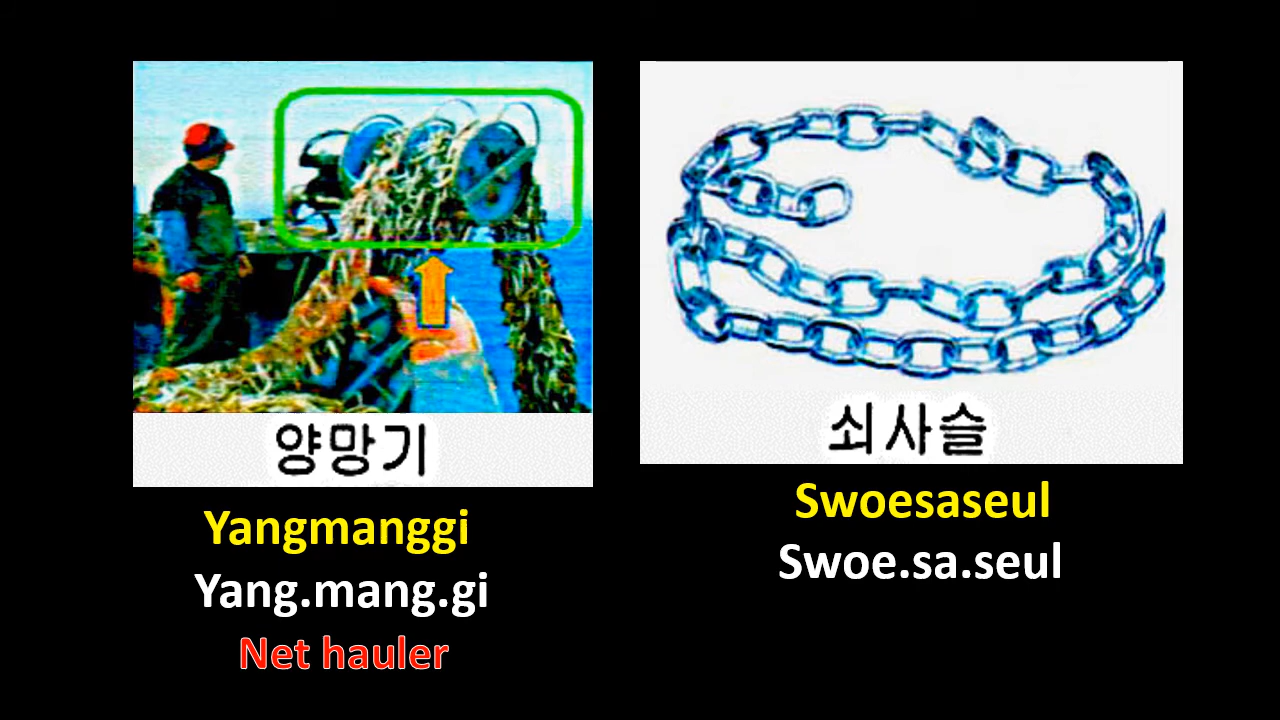 양망기
Yangmanggi
Yang.mang.gi
Net hauler
쇠사슬
Swoesaseul
Swoe.sa.seul